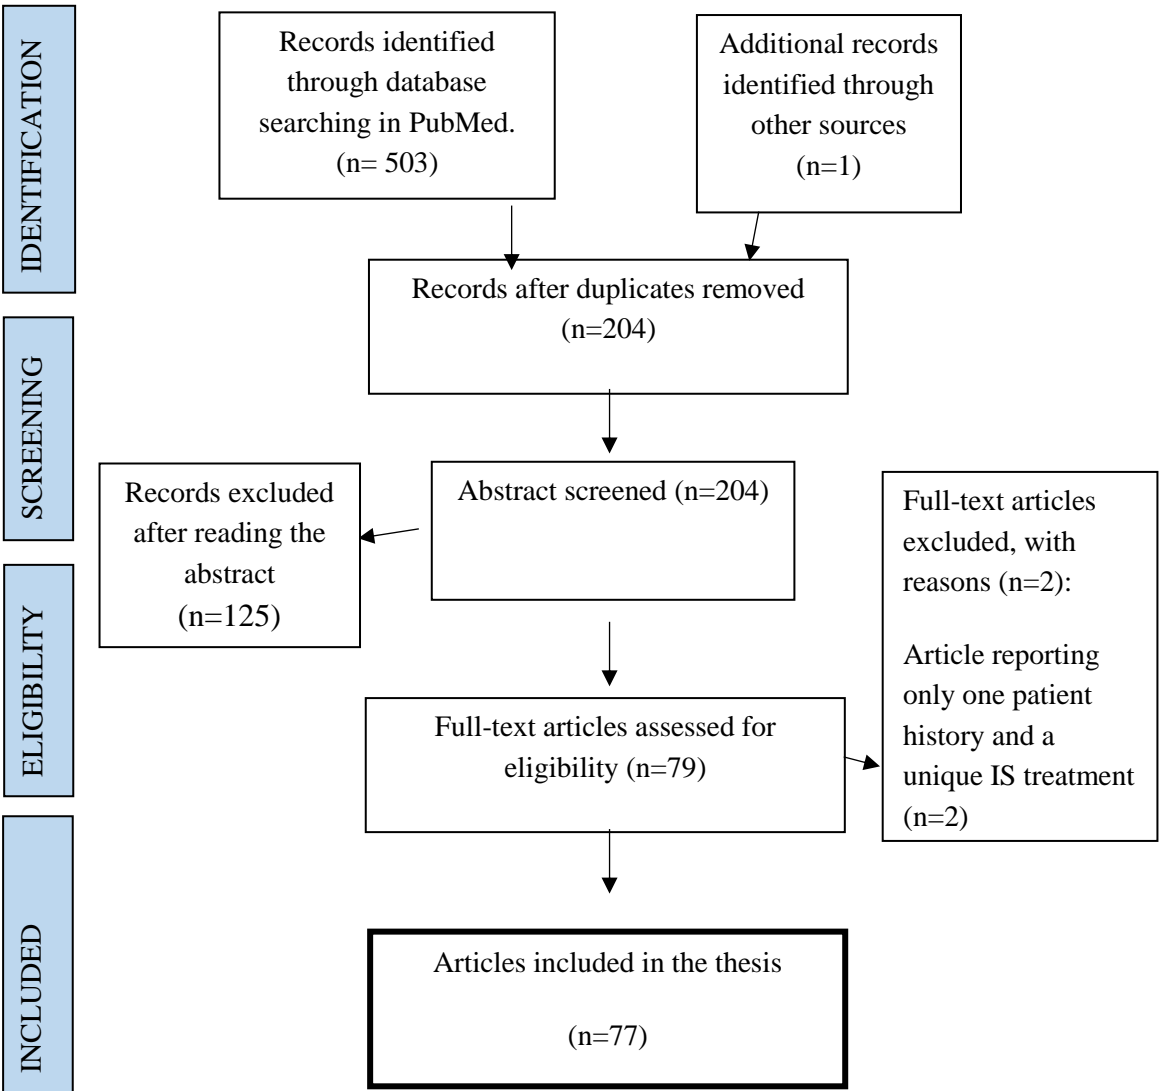 IDENTIFICATION
Records identified
through database
searching in PubMed.
(n= 503)
Additional records
identified through
other sources
(n=1)
Records after duplicates removed
(n=204)
SCREENING
Abstract screened (n=204)
Records excluded
after reading the
abstract
(n=125)
Full-text articles
excluded, with
reasons (n=2):
Article reporting
only one patient
history and a
unique IS treatment
(n=2)
ELIGIBILITY
Full-text articles assessed for
eligibility (n=79)
INCLUDED
Articles included in the thesis
(n=77)